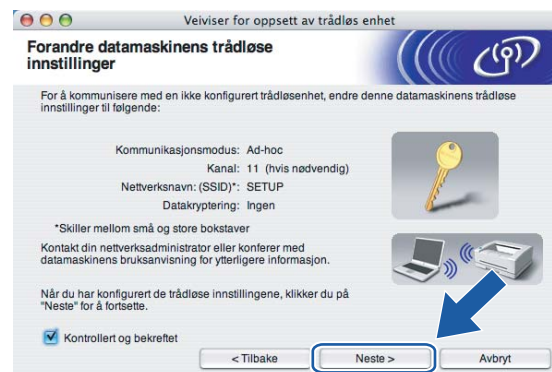 Veiviser for oppsett av trådløs enhet
Forandre datamaskinens trådløse
innstillinger
For å kommunisere med en ikke konfigurert trådløsenhet, endre denne datamaskinens trådløse
innstillinger til følgende:
Kommunikasjonsmodus: Ad-hoc
Kanal: 11 (hvis nødvendig)
Nettverksnavn: (SSID)*: SETUP
Datakryptering: Ingen
*Skiller mellom små og store bokstaver
Kontakt din nettverksadministrator eller konferer med
datamaskinens bruksanvisning for ytterligere informasjon.
Når du har konfigurert de trådløse innstillingene, klikker du på
"Neste" for å fortsette.
Kontrollert og bekreftet
< Tilbake Neste > Avbryt